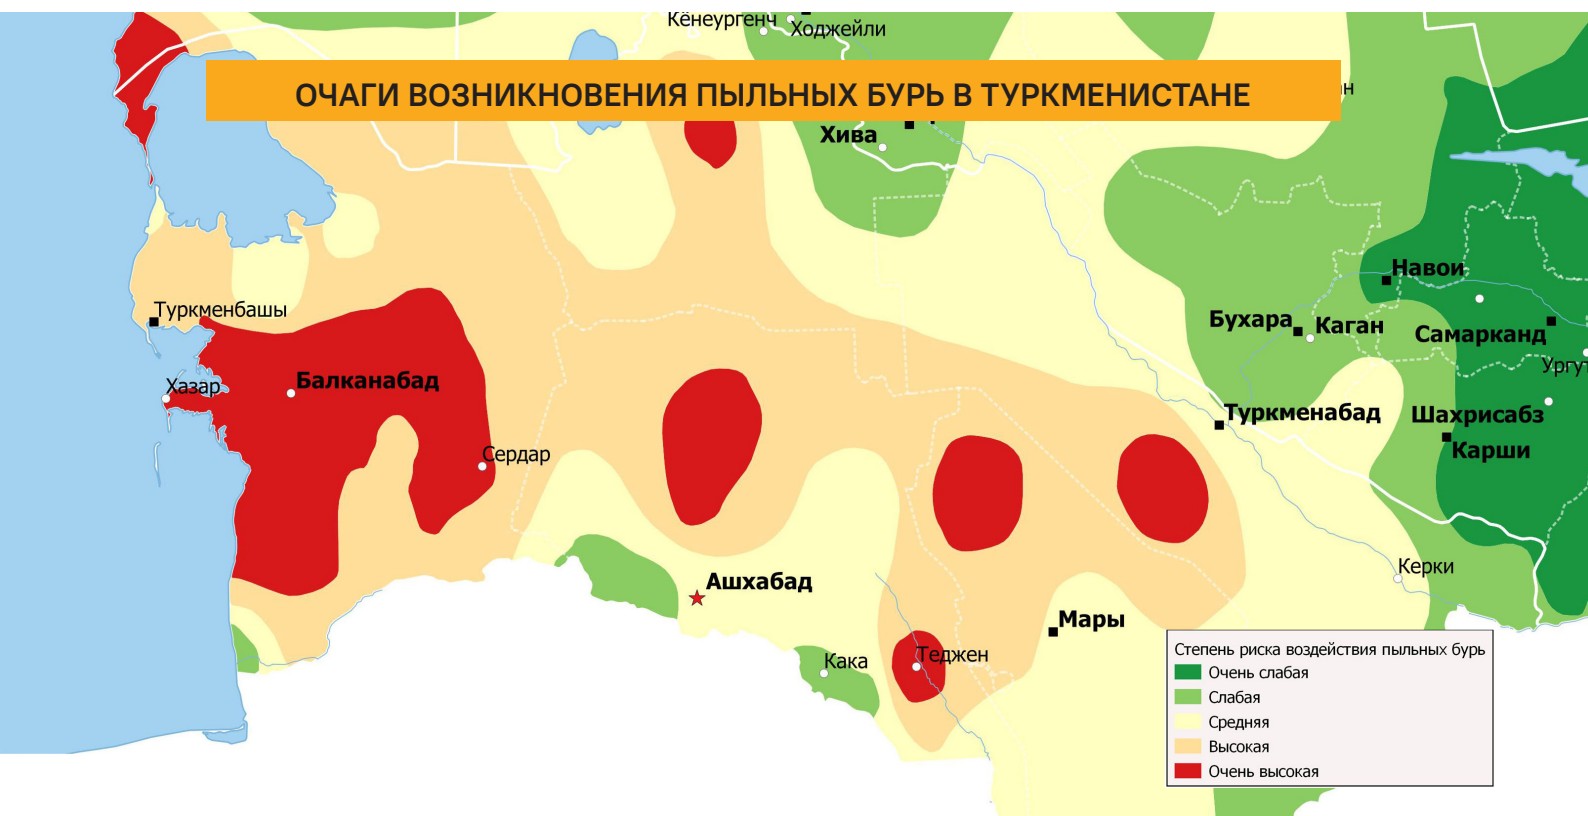 Кёнеургенч
Ходжейли
ОЧАГИ ВОЗНИКНОВЕНИЯ ПЫЛЬНЫХ БУРЬ В ТУРКМЕНИСТАНЕ
Хива
Навои
Туркменбашы
Бухара
Каган
Самарканд
Хазар
Балканабад
Туркменабад
Шахрисабз
Карши
Сердар
Ашхабад
Керки
Мары
Кака
Теджен
Степень риска воздействия пыльных бурь
Очень слабая
Слабая
Средняя
Высокая
Очень высокая